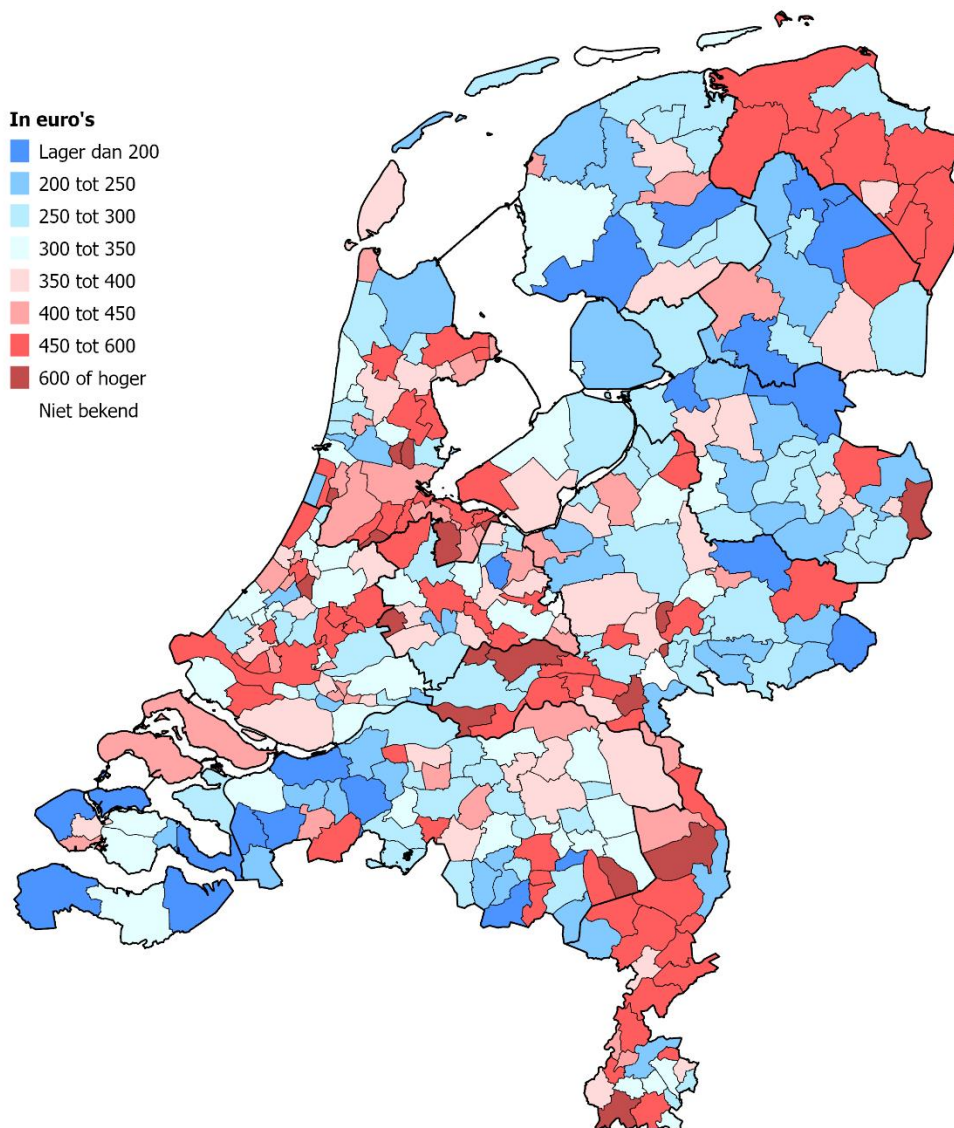 In euro's
Lager dan 200
200 tot 250
250 tot 300
300 tot 350
350 tot 400
400 tot 450
450 tot 600
600 of hoger
Niet bekend